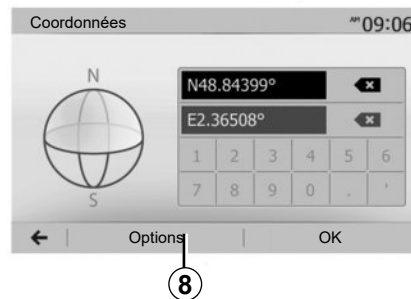 Coordonnées AM 09:06
N
S
N48.84399°
E2.36508°
1 2 3 4 5 6
7 8 9 0 . '
Options OK
8